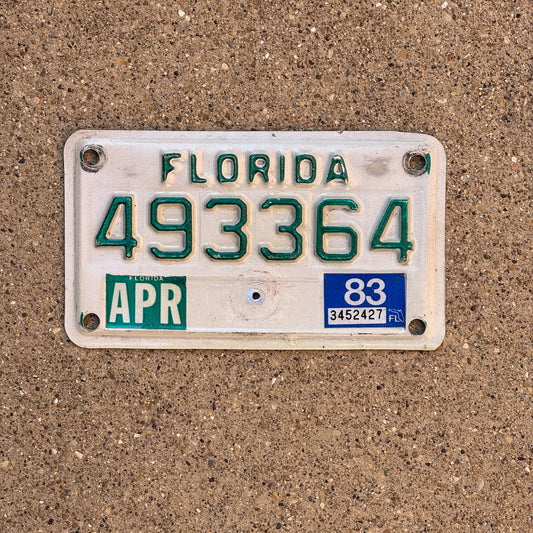 FLORIDA
493364
FLORIDA
APR
83
3452427
FL